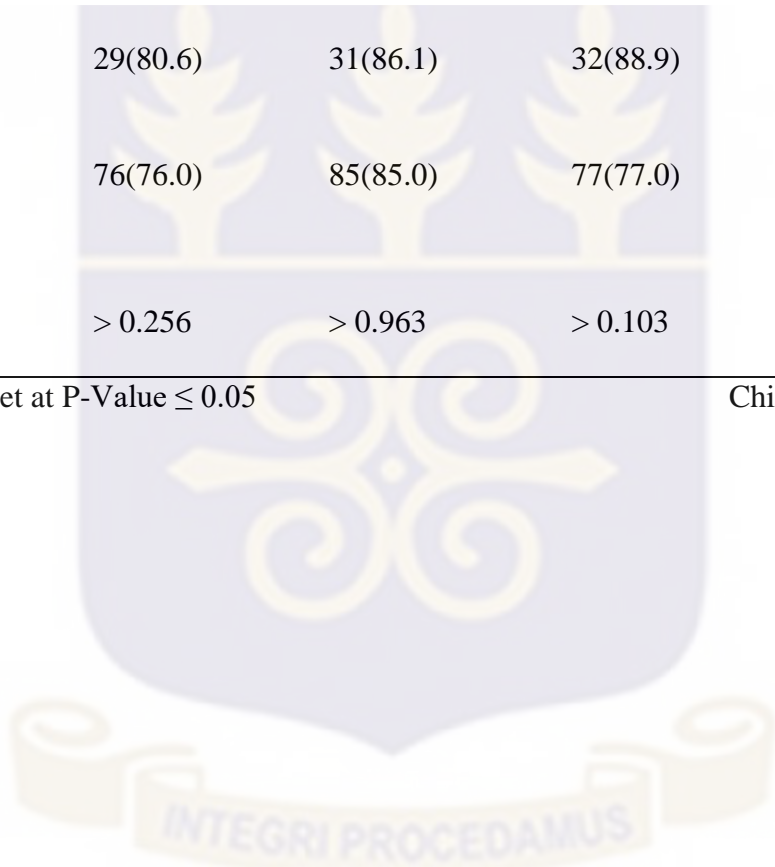 29(80.6) 31(86.1) 32(88.9)
76(76.0) 85(85.0) 77(77.0)
> 0.256 > 0.963 > 0.103
et at P-Value ≤ 0.05 Chi
INTEGRI PROCEDAMUS